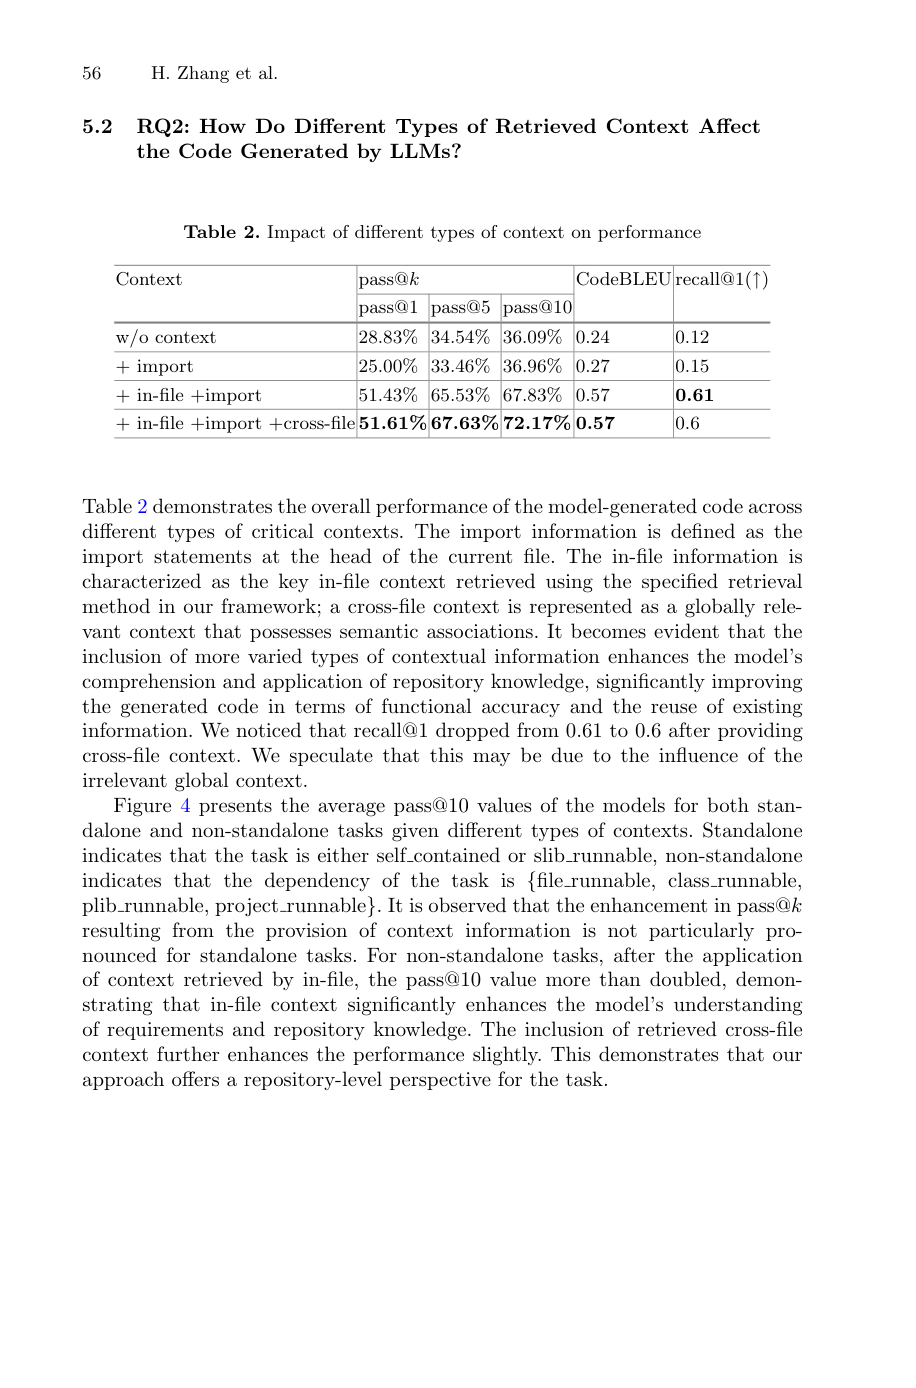 56 H. Zhang et al.
5.2 RQ2: How Do Different Types of Retrieved Context Affect
the Code Generated by LLMs?
Table 2. Impact of different types of context on performance
Context pass@k CodeBLEU recall@1(↑)
pass@1 pass@5 pass@10
w/o context 28.83% 34.54% 36.09% 0.24 0.12
+ import 25.00% 33.46% 36.96% 0.27 0.15
+ in-file +import 51.43% 65.53% 67.83% 0.57 0.61
+ in-file +import +cross-file 51.61% 67.63% 72.17% 0.57 0.6
Table 2 demonstrates the overall performance of the model-generated code across
different types of critical contexts. The import information is defined as the
import statements at the head of the current file. The in-file information is
characterized as the key in-file context retrieved using the specified retrieval
method in our framework; a cross-file context is represented as a globally rele-
vant context that possesses semantic associations. It becomes evident that the
inclusion of more varied types of contextual information enhances the model's
comprehension and application of repository knowledge, significantly improving
the generated code in terms of functional accuracy and the reuse of existing
information. We noticed that recall@1 dropped from 0.61 to 0.6 after providing
cross-file context. We speculate that this may be due to the influence of the
irrelevant global context.
Figure 4 presents the average pass@10 values of the models for both stan-
dalone and non-standalone tasks given different types of contexts. Standalone
indicates that the task is either self_contained or slib_runnable, non-standalone
indicates that the dependency of the task is {file_runnable, class_runnable,
plib_runnable, project_runnable}. It is observed that the enhancement in pass@k
resulting from the provision of context information is not particularly pro-
nounced for standalone tasks. For non-standalone tasks, after the application
of context retrieved by in-file, the pass@10 value more than doubled, demon-
strating that in-file context significantly enhances the model's understanding
of requirements and repository knowledge. The inclusion of retrieved cross-file
context further enhances the performance slightly. This demonstrates that our
approach offers a repository-level perspective for the task.